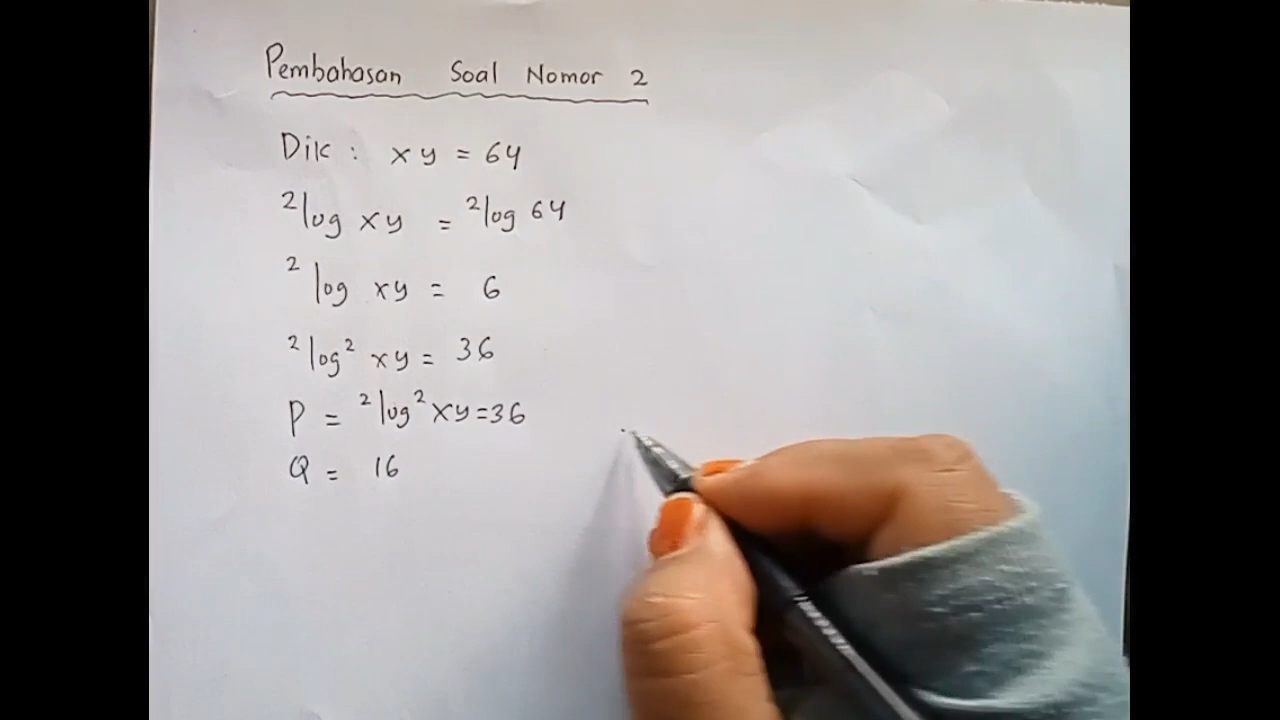 Pembahasan Soal Nomor 2
Dik : xy = 64
²log xy = ²log 64
²log xy = 6
²log² xy = 36
P = ²log² xy = 36
Q = 16